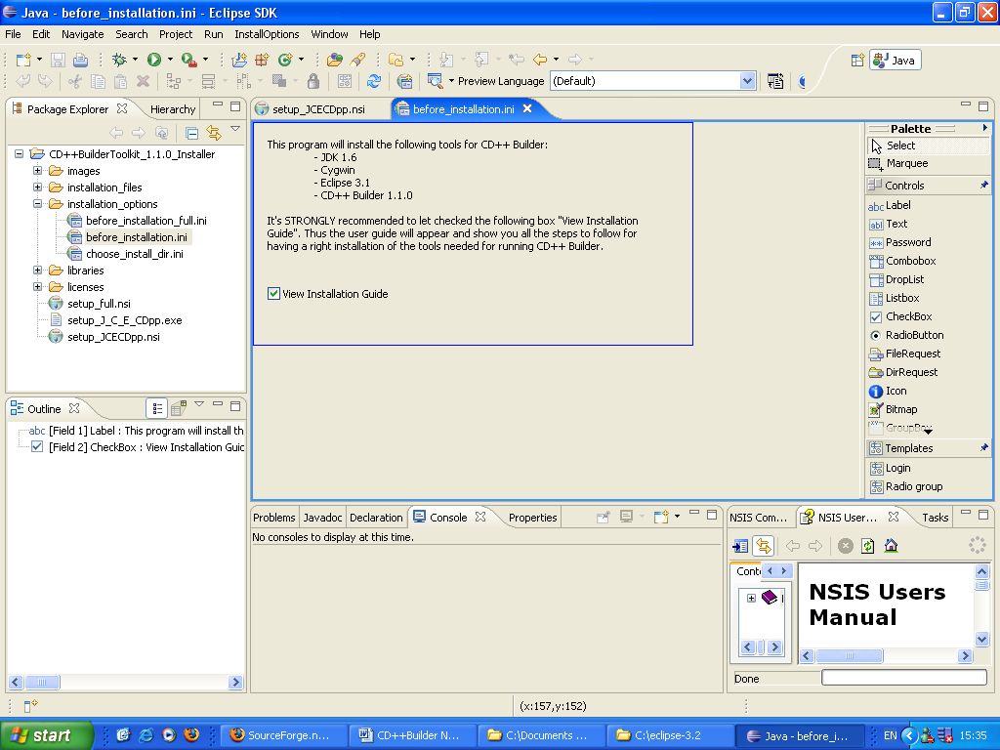 Java - before_installation.ini - Eclipse SDK
File Edit Navigate Search Project Run InstallOptions Window Help
Java
Preview Language (Default)
Package Explorer Hierarchy
CD++BuilderToolkit_1.1.0_Installer
images
installation_files
installation_options
before_installation_full.ini
before_installation.ini
choose_install_dir.ini
libraries
licenses
setup_full.nsi
setup_J_C_E_CDpp.exe
setup_JCECDpp.nsi
Outline
abc [Field 1] Label : This program will install th
[Field 2] CheckBox : View Installation Guid
setup_JCECDpp.nsi before_installation.ini
This program will install the following tools for CD++ Builder:
- JDK 1.6
- Cygwin
- Eclipse 3.1
- CD++ Builder 1.1.0
It's STRONGLY recommended to let checked the following box "View Installation
Guide". Thus the user guide will appear and show you all the steps to follow for
having a right installation of the tools needed for running CD++ Builder.
View Installation Guide
Palette
Select
Marquee
Controls
abc Label
ab Text
Password
Combobox
DropList
Listbox
CheckBox
RadioButton
FileRequest
DirRequest
Icon
Bitmap
GroupBox
Templates
Login
Radio group
Problems Javadoc Declaration Console Properties
No consoles to display at this time.
NSIS Com... NSIS User... Tasks
Conte
NSIS Users
Manual
Done
(x:157,y:152)
start SourceForge.n... CD++Builder N... C:\Documents ... C:\eclipse-3.2 Java - before_i... EN 15:35